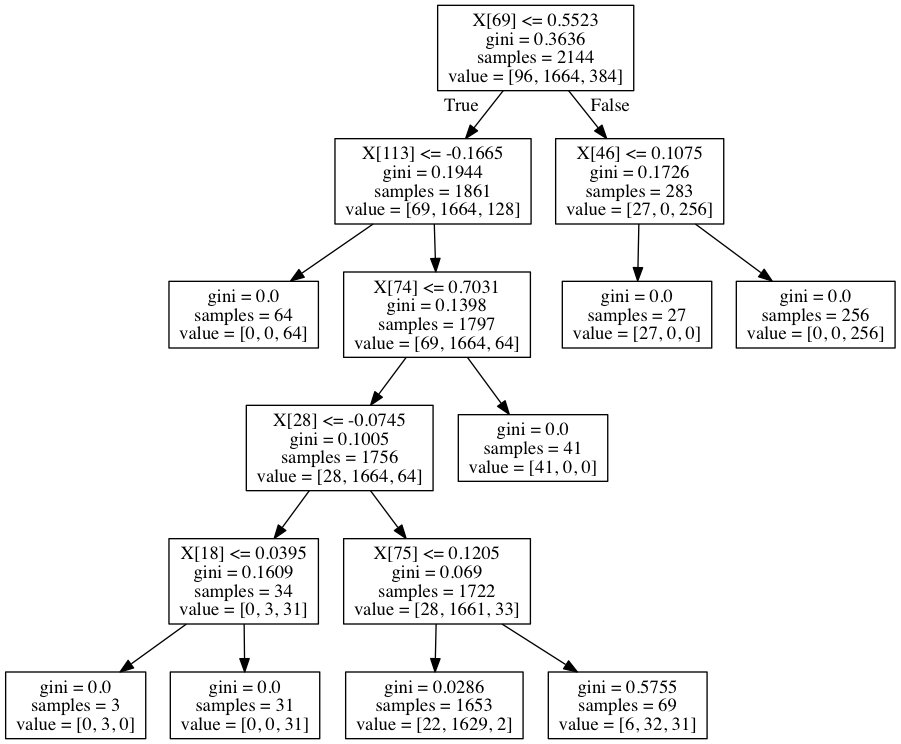 X[69] <= 0.5523
gini = 0.3636
samples = 2144
value = [96, 1664, 384]
True
False
X[113] <= -0.1665
gini = 0.1944
samples = 1861
value = [69, 1664, 128]
X[46] <= 0.1075
gini = 0.1726
samples = 283
value = [27, 0, 256]
gini = 0.0
samples = 64
value = [0, 0, 64]
X[74] <= 0.7031
gini = 0.1398
samples = 1797
value = [69, 1664, 64]
gini = 0.0
samples = 27
value = [27, 0, 0]
gini = 0.0
samples = 256
value = [0, 0, 256]
X[28] <= -0.0745
gini = 0.1005
samples = 1756
value = [28, 1664, 64]
gini = 0.0
samples = 41
value = [41, 0, 0]
X[18] <= 0.0395
gini = 0.1609
samples = 34
value = [0, 3, 31]
X[75] <= 0.1205
gini = 0.069
samples = 1722
value = [28, 1661, 33]
gini = 0.0
samples = 3
value = [0, 3, 0]
gini = 0.0
samples = 31
value = [0, 0, 31]
gini = 0.0286
samples = 1653
value = [22, 1629, 2]
gini = 0.5755
samples = 69
value = [6, 32, 31]